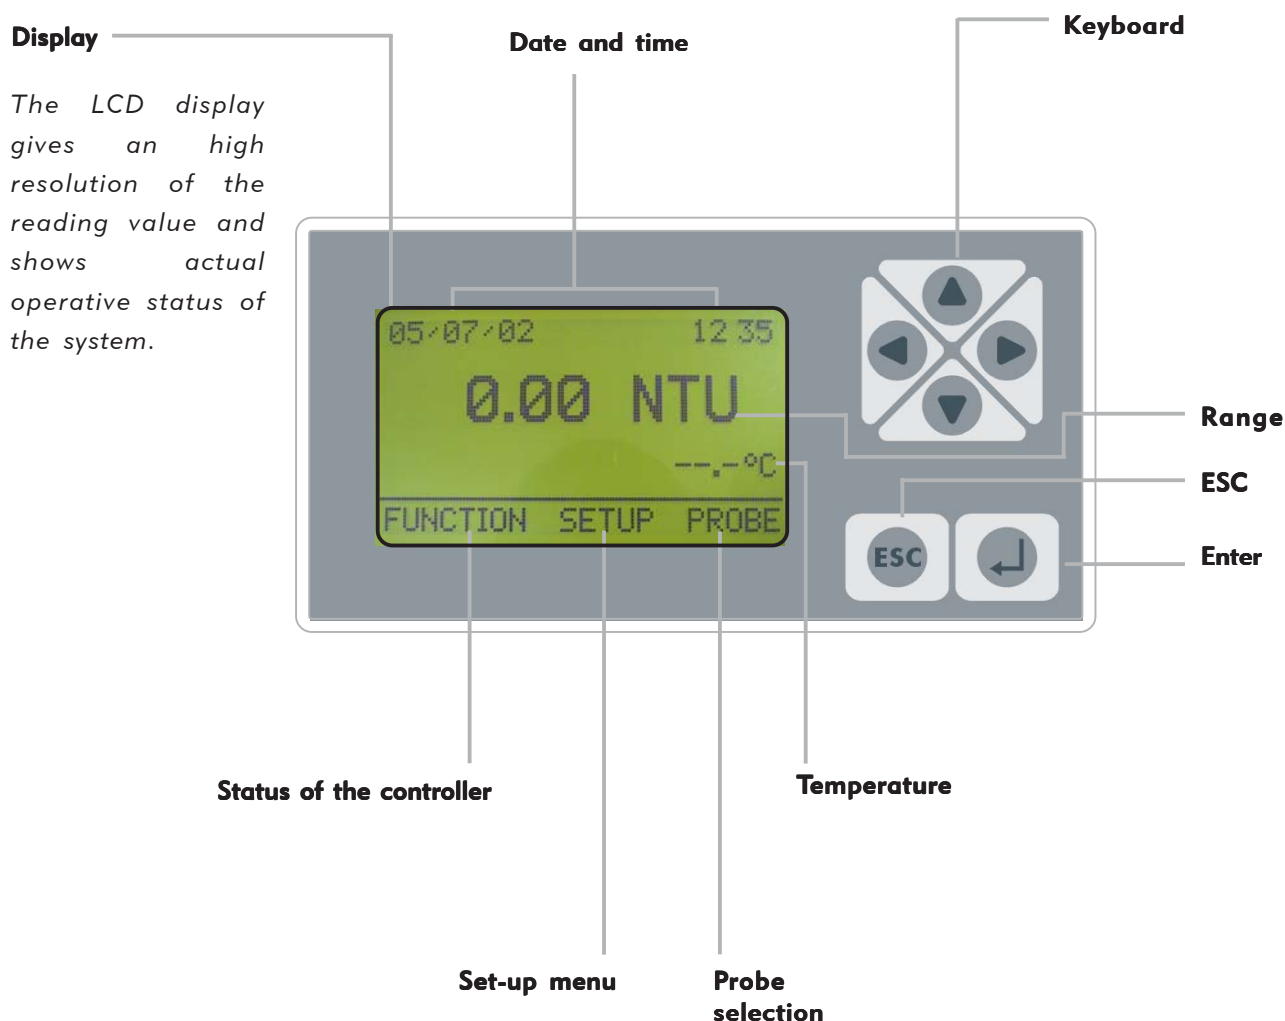 Display
Date and time
Keyboard
The LCD display
gives an high
resolution of the
reading value and
shows actual
operative status of
the system.
05/07/02 12 35
0.00 NTU
--.-°C
FUNCTION SETUP PROBE
Range
ESC
ESC
Enter
Status of the controller
Temperature
Set-up menu
Probe
selection